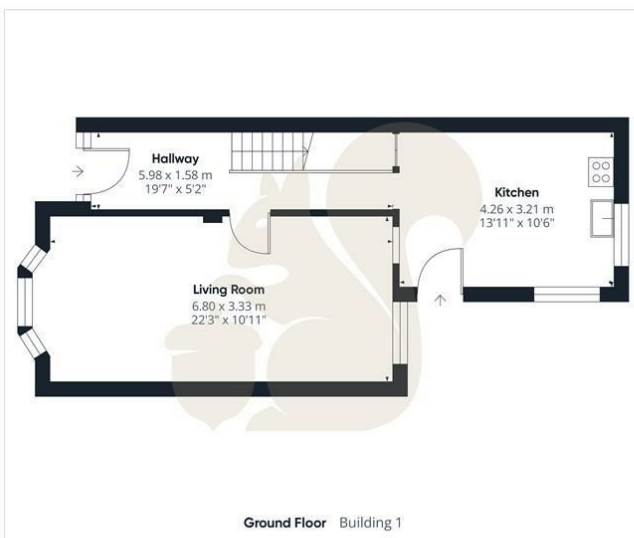 Hallway
5.98 x 1.58 m
19'7" x 5'2"
Kitchen
4.26 x 3.21 m
13'11" x 10'6"
Living Room
6.80 x 3.33 m
22'3" x 10'11"
Ground Floor Building 1